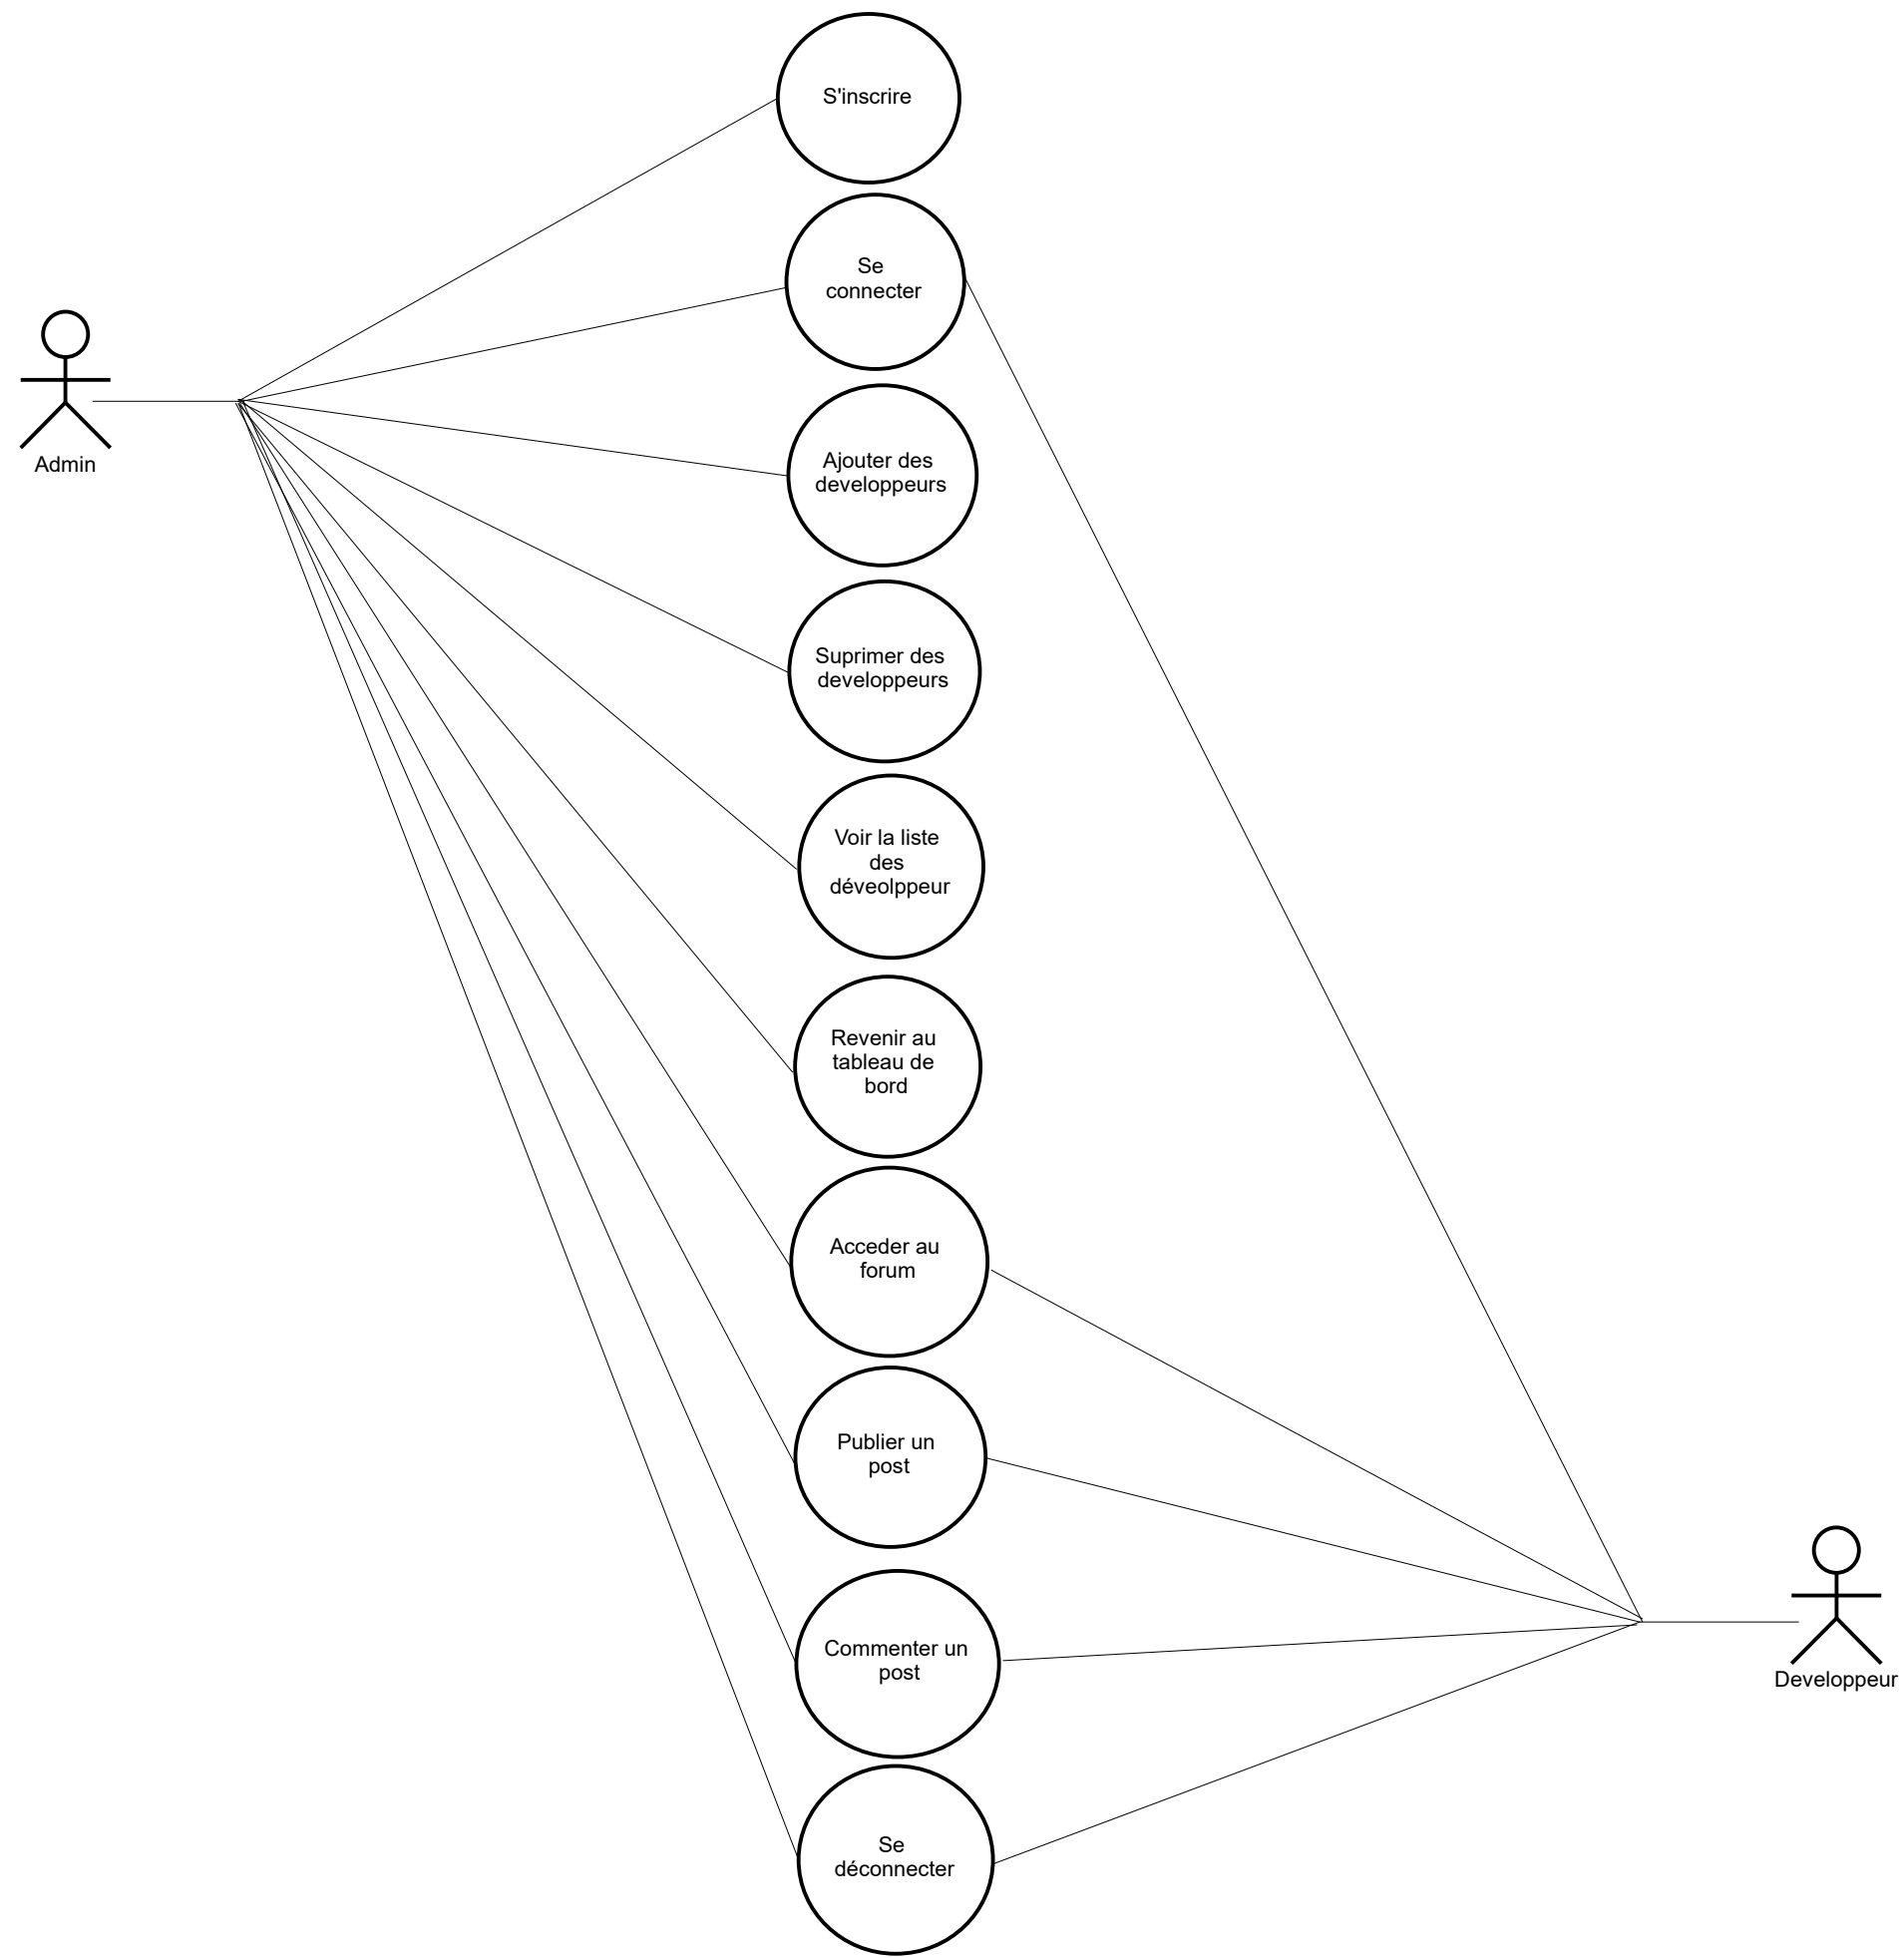 S'inscrire
Se
connecter
Admin
Ajouter des
developpeurs
Suprimer des
developpeurs
Voir la liste
des
déveolppeur
Revenir au
tableau de
bord
Acceder au
forum
Publier un
post
Commenter un
post
Developpeur
Se
déconnecter